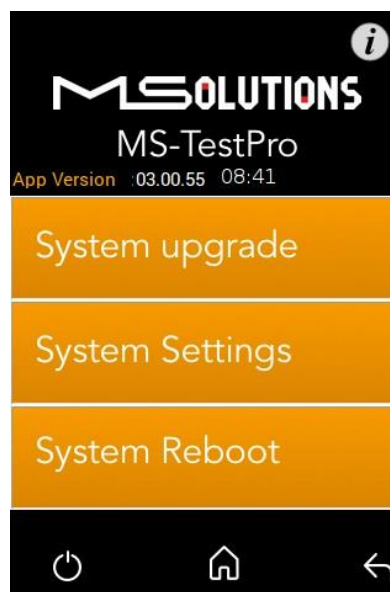 i
MSOLUTIONS
MS-TestPro
App Version :03.00.55 08:41
System upgrade
System Settings
System Reboot